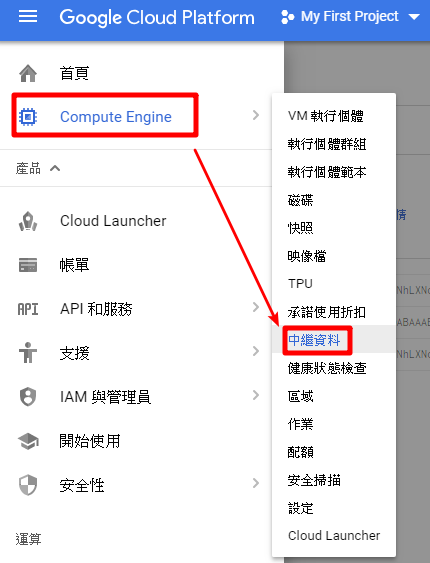 Google Cloud Platform
My First Project
首頁
Compute Engine
產品
Cloud Launcher
帳單
API
API 和服務
支援
IAM 與管理員
開始使用
安全性
運算
VM 執行個體
執行個體群組
執行個體範本
磁碟
快照
映像檔
TPU
承諾使用折扣
中繼資料
健康狀態檢查
區域
作業
配額
安全掃描
設定
Cloud Launcher
情